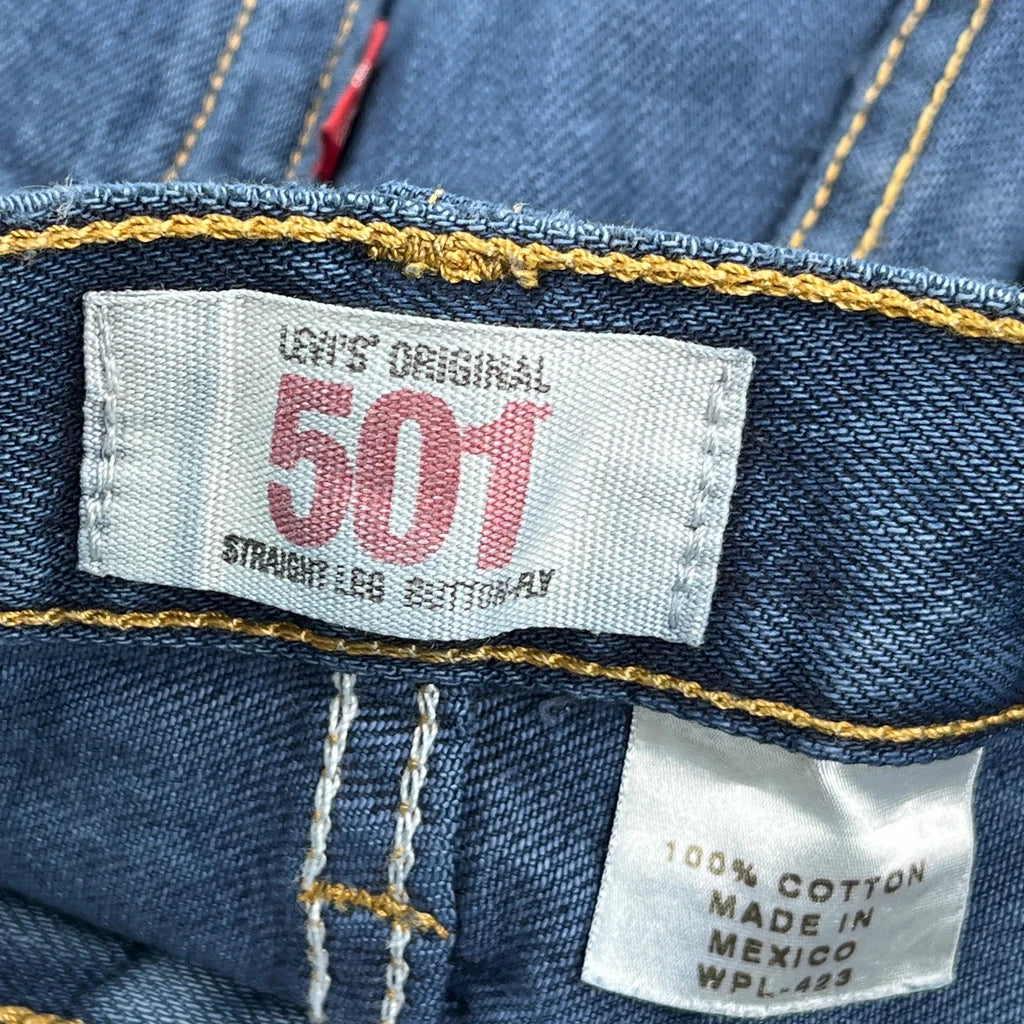 LEVI'S® ORIGINAL
501®
STRAIGHT LEG BUTTON-FLY
100% COTTON
MADE IN
MEXICO
WPL-423